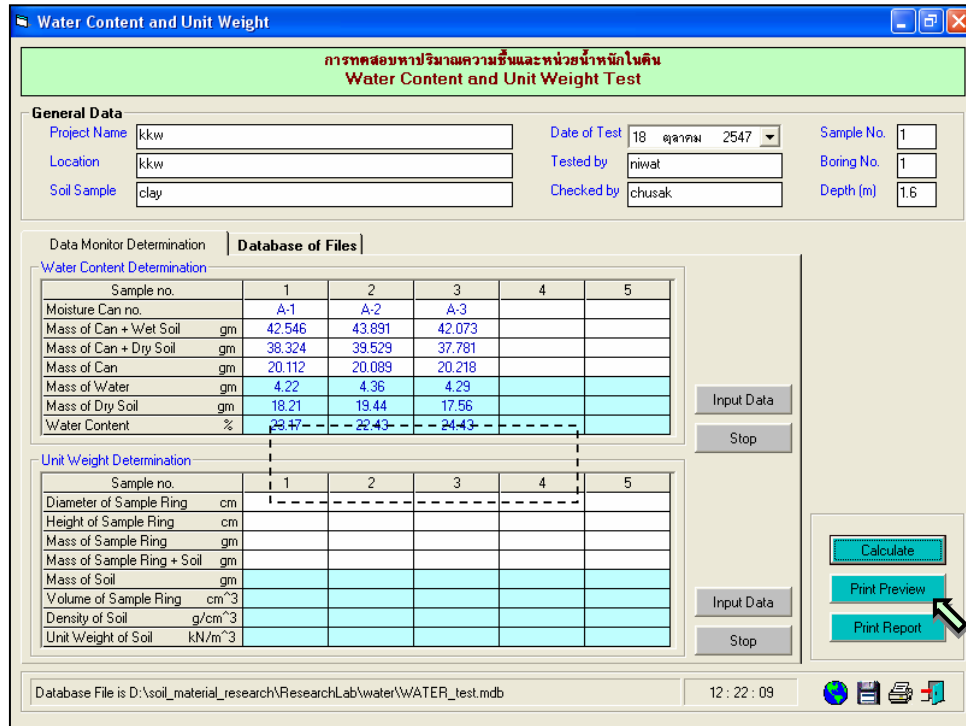 Water Content and Unit Weight
การทดสอบหาปริมาณความชื้นและหน่วยน้ำหนักในดิน
Water Content and Unit Weight Test
General Data
Project Name kkw Date of Test 18 ตุลาคม 2547 Sample No. 1
Location kkw Tested by niwat Boring No. 1
Soil Sample clay Checked by chusak Depth (m) 1.6
Data Monitor Determination Database of Files
Water Content Determination
Sample no. 1 2 3 4 5
Moisture Can no. A-1 A-2 A-3
Mass of Can + Wet Soil gm 42.546 43.891 42.073
Mass of Can + Dry Soil gm 38.324 39.529 37.781
Mass of Can gm 20.112 20.089 20.218
Mass of Water gm 4.22 4.36 4.29
Mass of Dry Soil gm 18.21 19.44 17.56
Water Content % 23.17 22.43 24.43
Input Data
Stop
Unit Weight Determination
Sample no. 1 2 3 4 5
Diameter of Sample Ring cm
Height of Sample Ring cm
Mass of Sample Ring gm
Mass of Sample Ring + Soil gm
Mass of Soil gm
Volume of Sample Ring cm^3
Density of Soil g/cm^3
Unit Weight of Soil kN/m^3
Input Data
Stop
Calculate
Print Preview
Print Report
Database File is D:\soil_material_research\ResearchLab\water\WATER_test.mdb 12 : 22 : 09